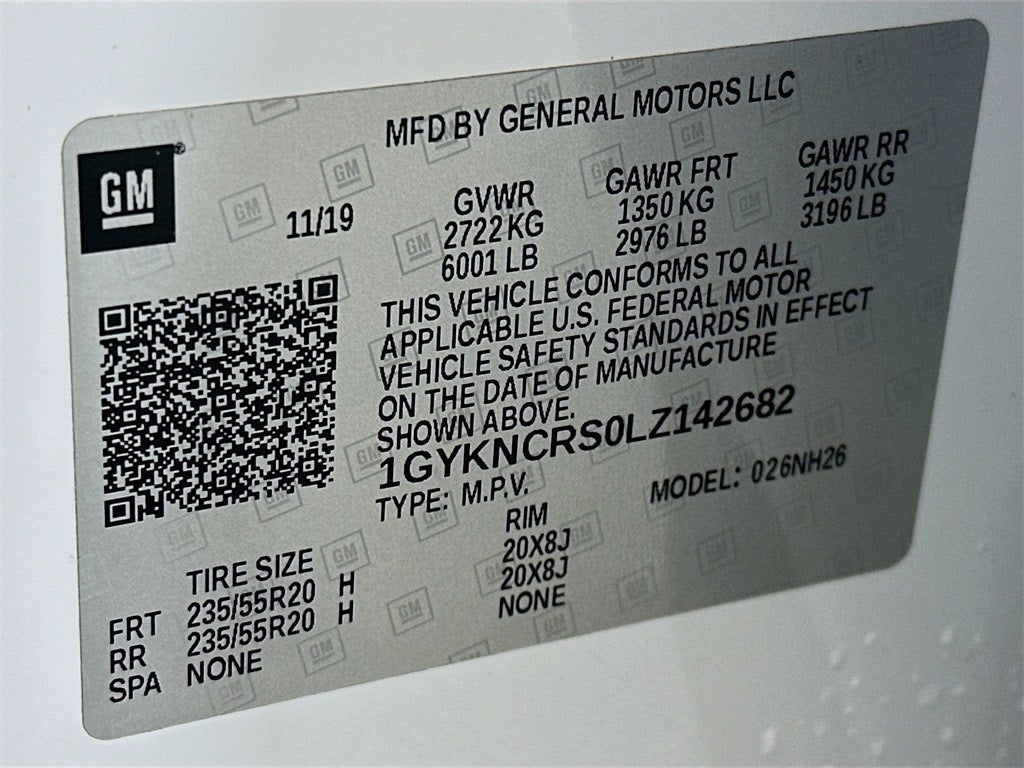 MFD BY GENERAL MOTORS LLC
GM
11/19
GVWR
2722 KG
6001 LB
GAWR FRT
1350 KG
2976 LB
GAWR RR
1450 KG
3196 LB
THIS VEHICLE CONFORMS TO ALL
APPLICABLE U.S. FEDERAL MOTOR
VEHICLE SAFETY STANDARDS IN EFFECT
ON THE DATE OF MANUFACTURE
SHOWN ABOVE.
1GYKNCRS0LZ142682
TYPE: M.P.V. MODEL: 026NH26
TIRE SIZE RIM
FRT 235/55R20 H 20X8J
RR 235/55R20 H 20X8J
SPA NONE NONE